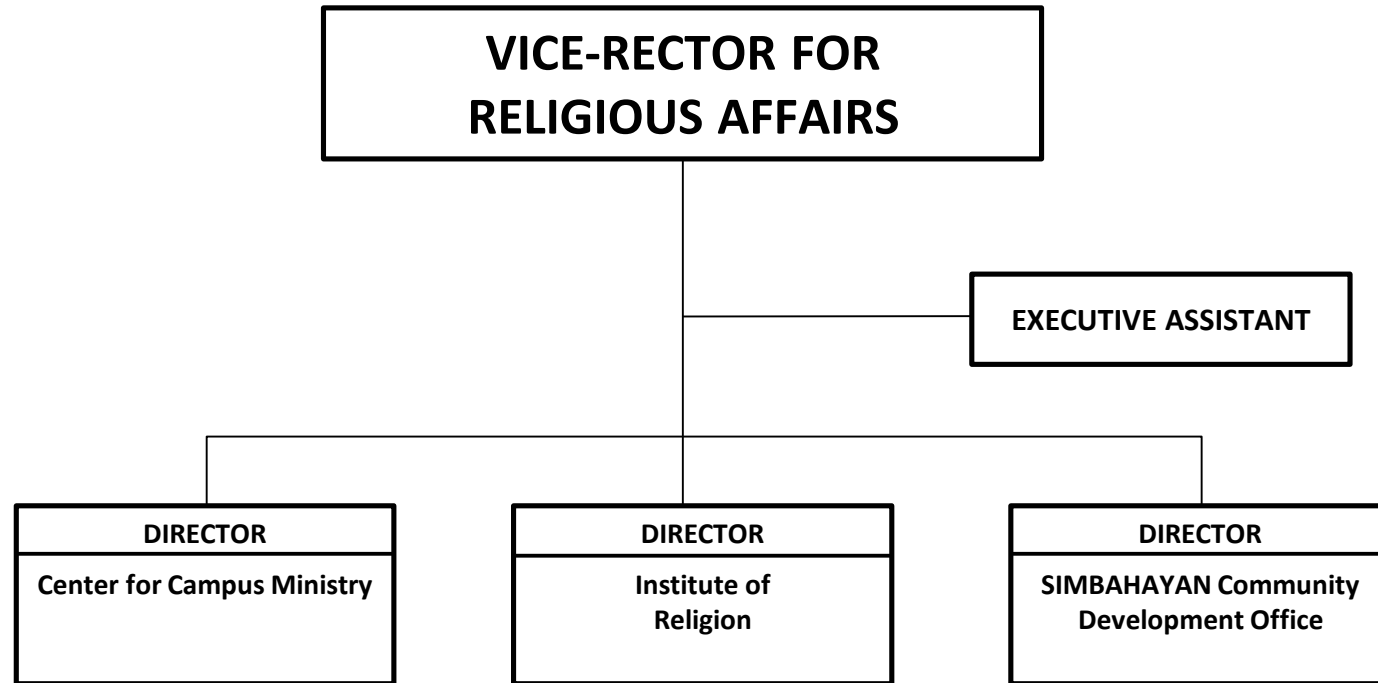 VICE-RECTOR FOR
RELIGIOUS AFFAIRS
EXECUTIVE ASSISTANT
DIRECTOR
Center for Campus Ministry
DIRECTOR
Institute of
Religion
DIRECTOR
SIMBAHAYAN Community
Development Office